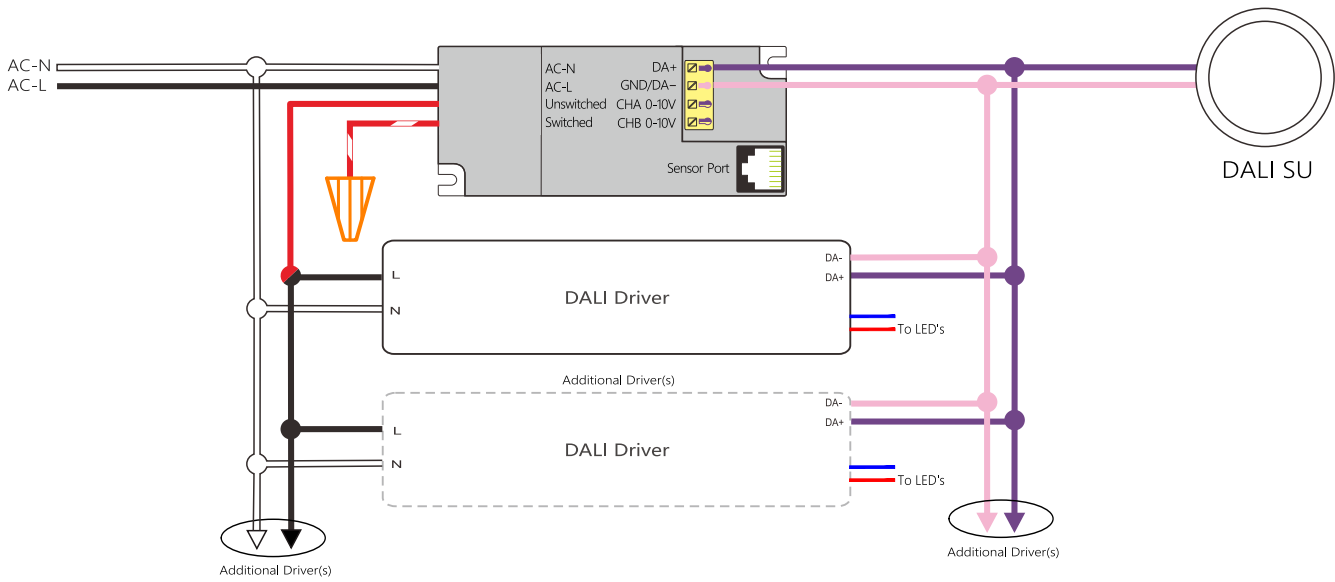 AC-N
AC-L
AC-N DA+
AC-L GND/DA−
Unswitched CHA 0-10V
Switched CHB 0-10V
Sensor Port
DALI SU
DA-
L DA+
DALI Driver
N
To LED's
Additional Driver(s)
DA-
DA+
L
DALI Driver
N
To LED's
Additional Driver(s)
Additional Driver(s)